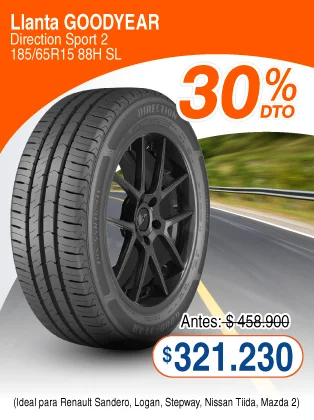 Llanta GOODYEAR
Direction Sport 2
185/65R15 88H SL
30%
DTO
DIRECTION
Antes: $ 458.900
$321.230
(Ideal para Renault Sandero, Logan, Stepway, Nissan Tiida, Mazda 2)